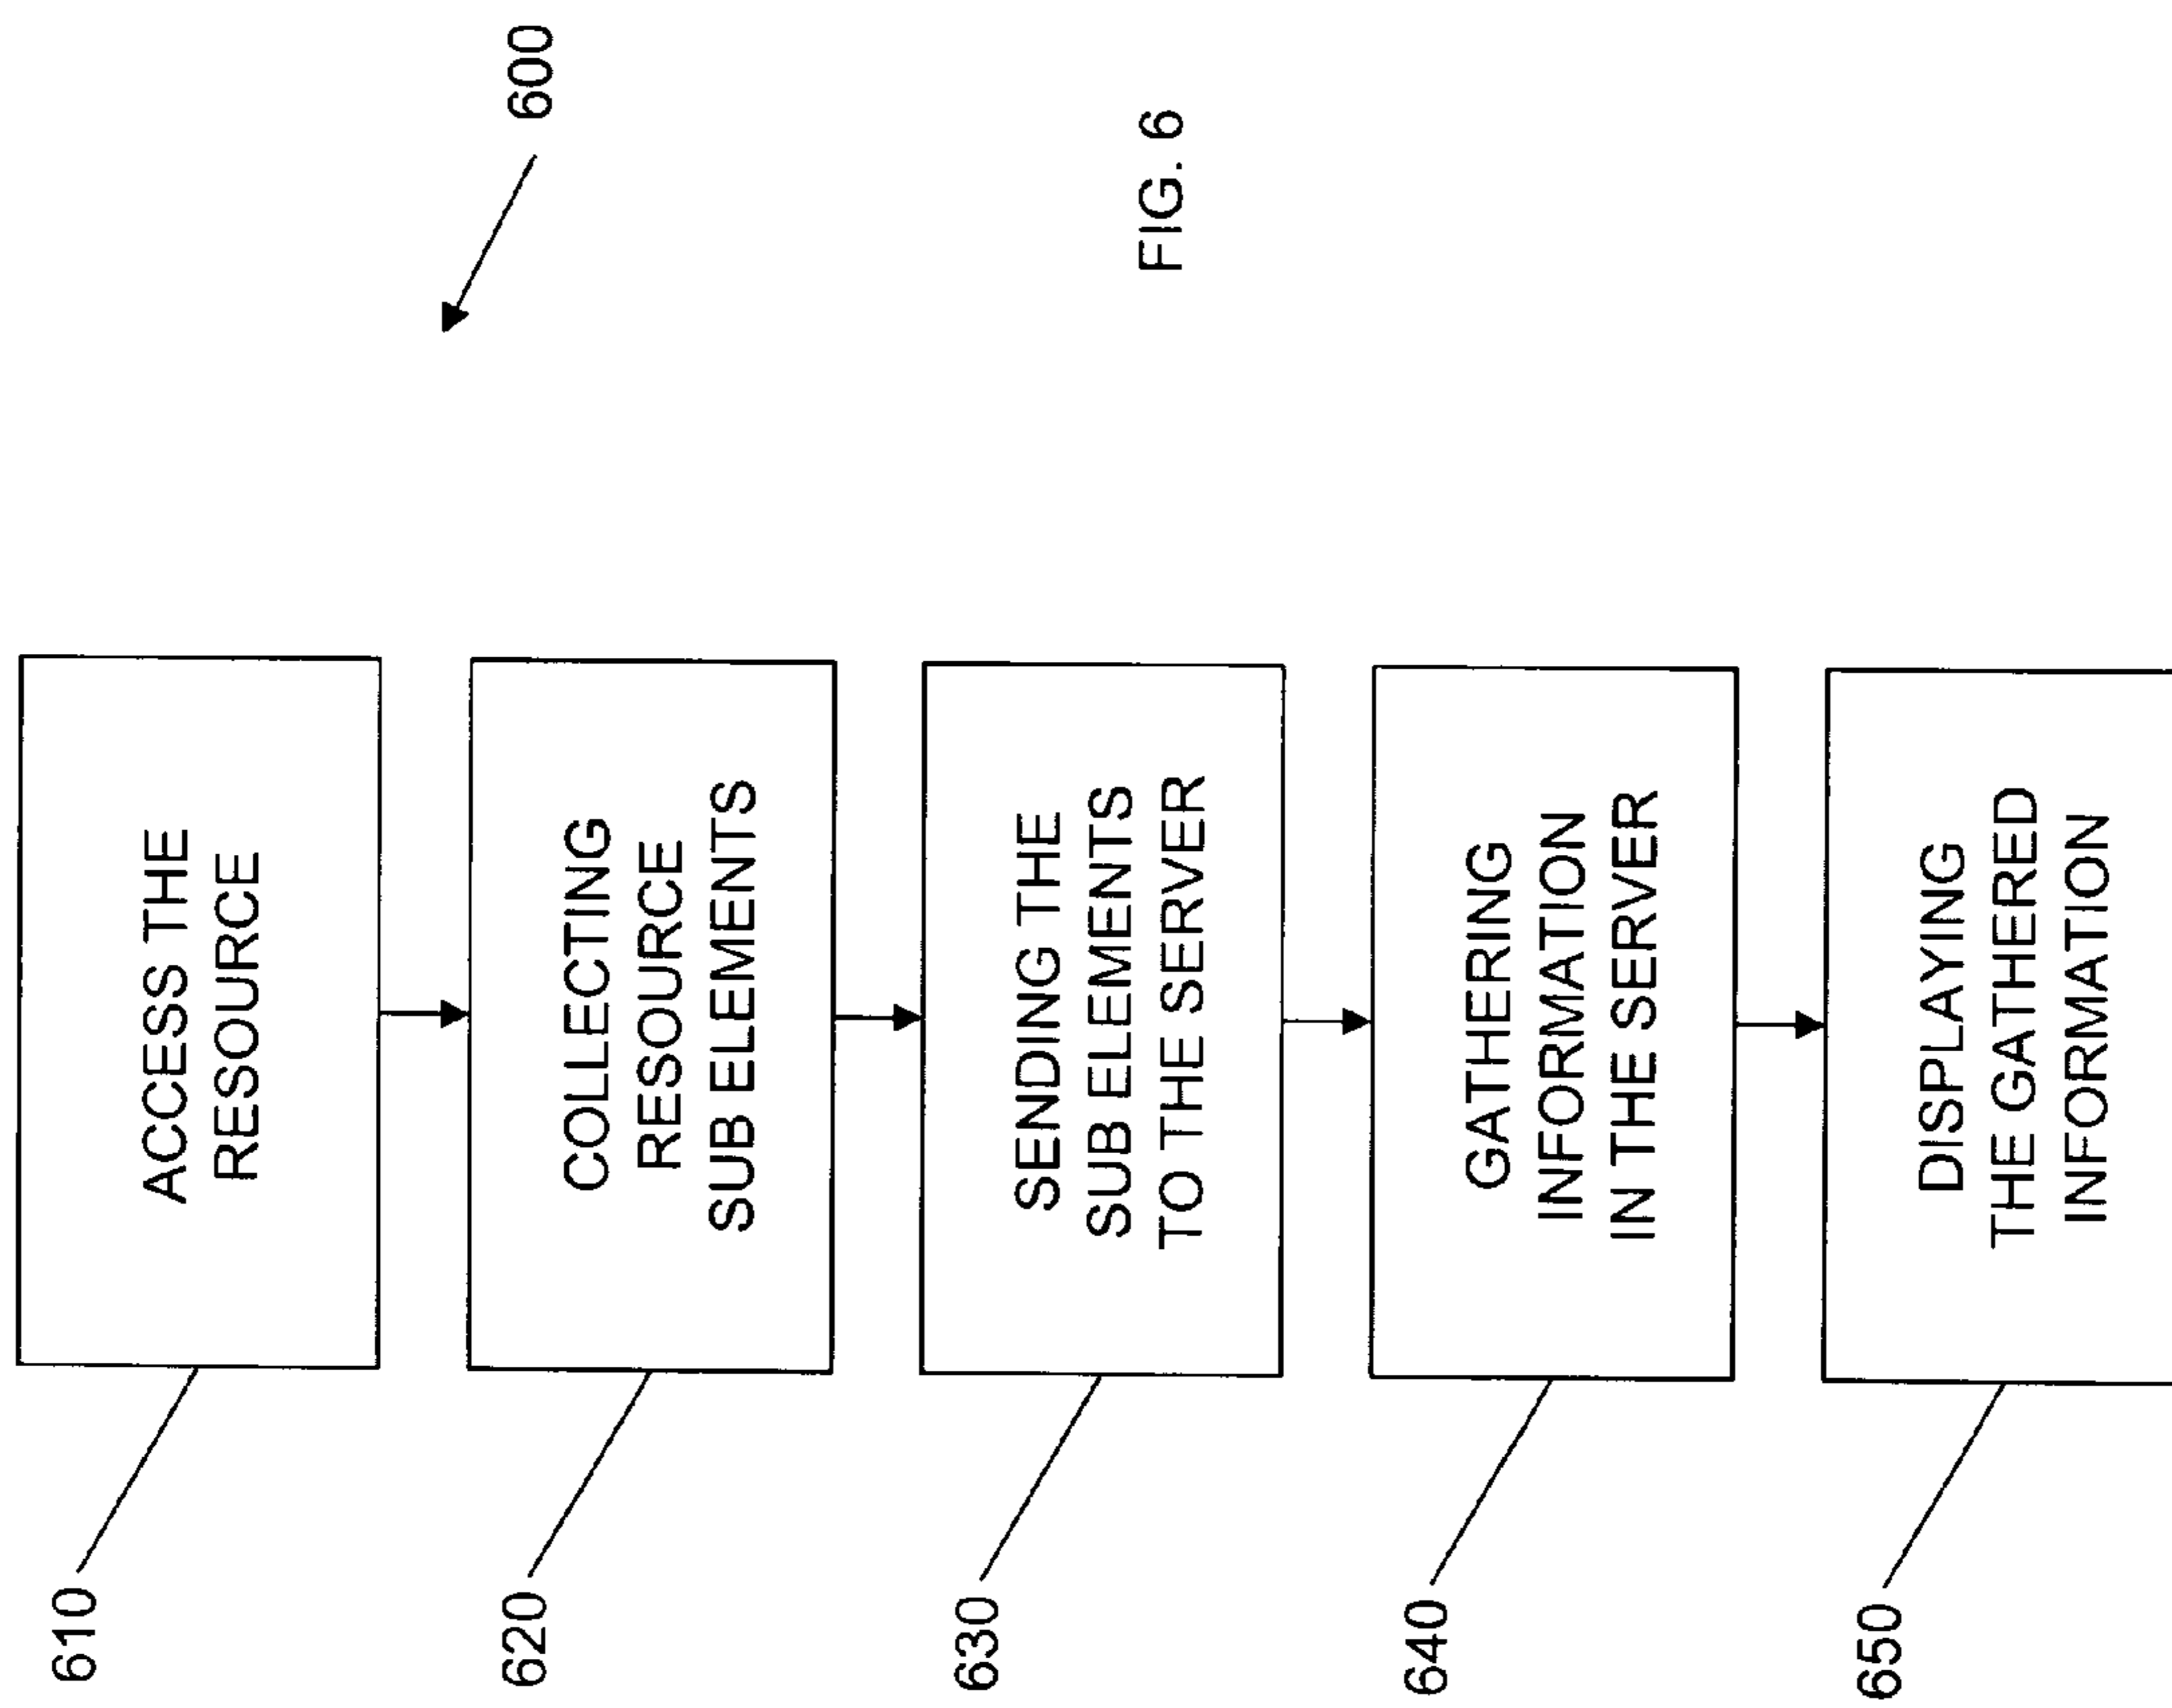 600
610
ACCESS THE
RESOURCE
620
COLLECTING
RESOURCE
SUB ELEMENTS
630
SENDING THE
SUB ELEMENTS
TO THE SERVER
640
GATHERING
INFORMATION
IN THE SERVER
650
DISPLAYING
THE GATHERED
INFORMATION
FIG. 6